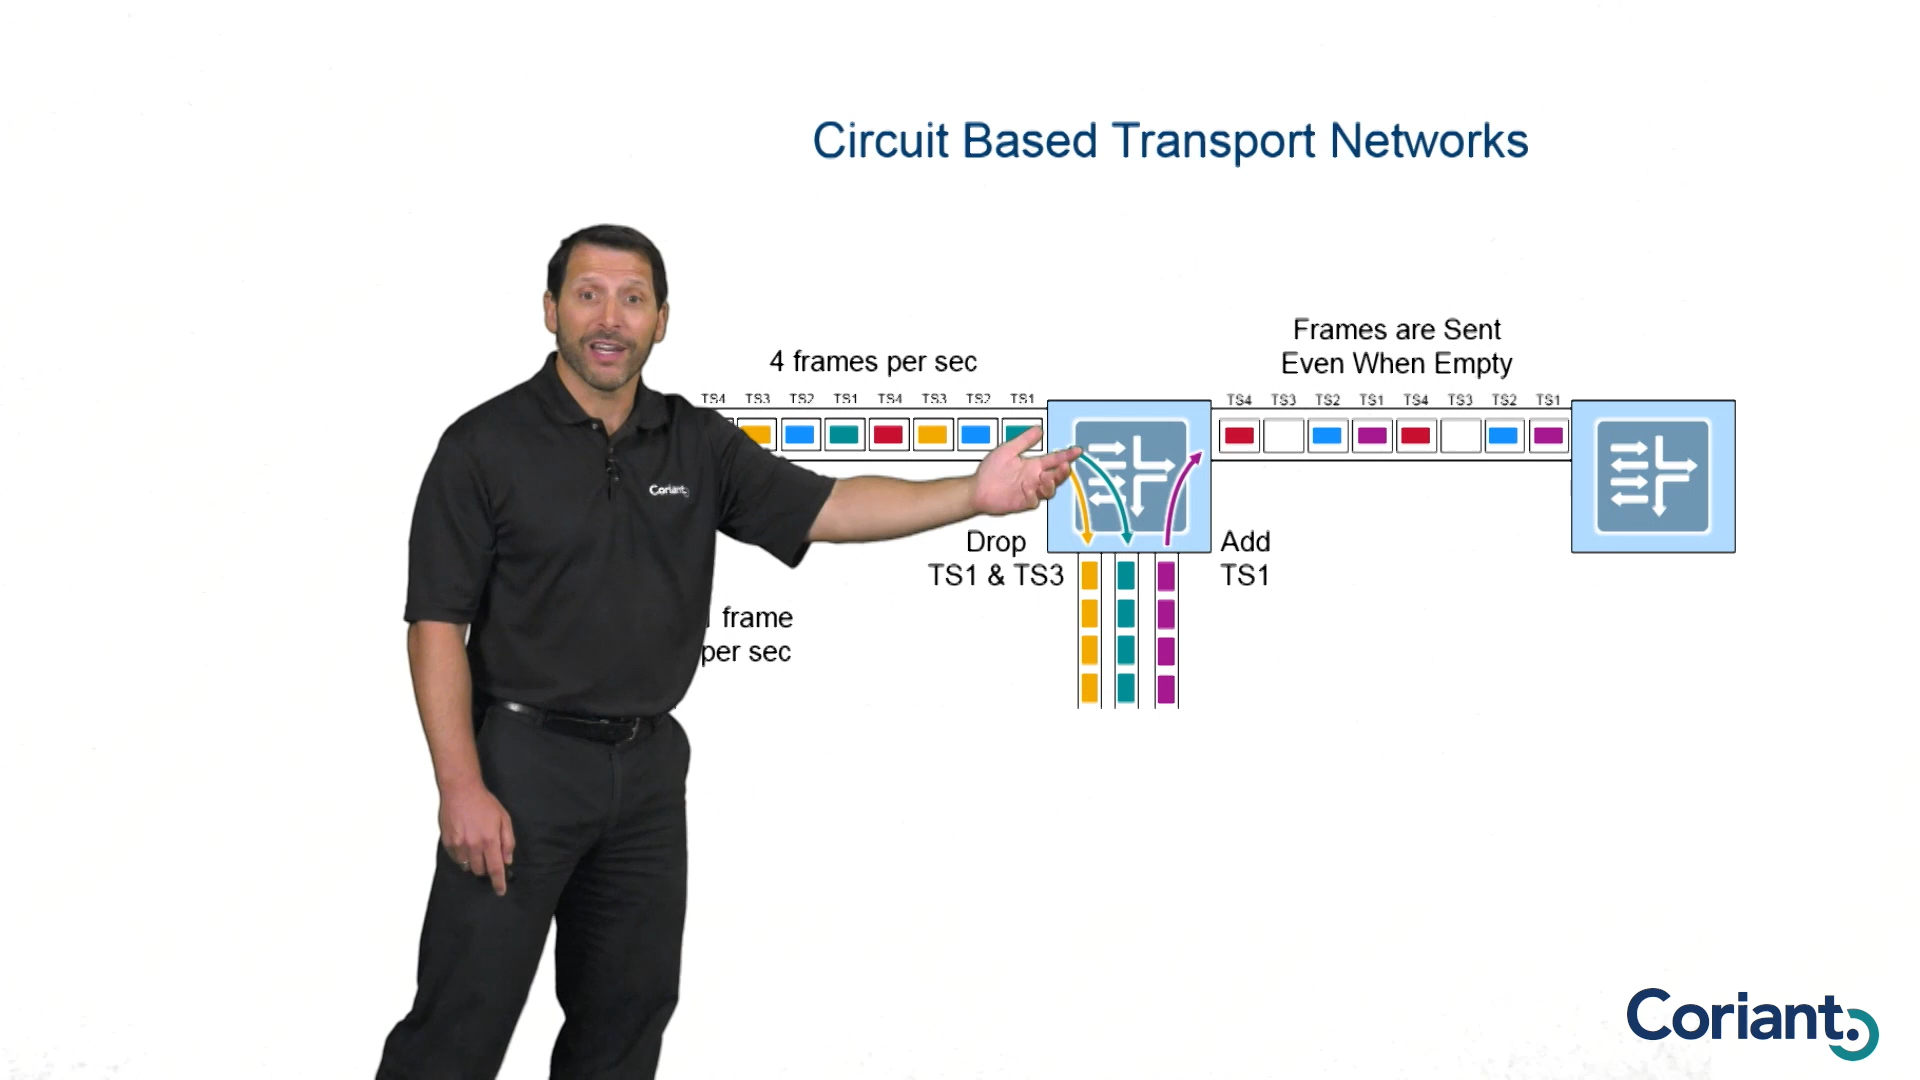 Circuit Based Transport Networks
Frames are Sent
Even When Empty
4 frames per sec
TS4 TS3 TS2 TS1 TS4 TS3 TS2 TS1
TS4 TS3 TS2 TS1 TS4 TS3 TS2 TS1
Coriant
Drop
TS1 & TS3
Add
TS1
frame
per sec
Coriant